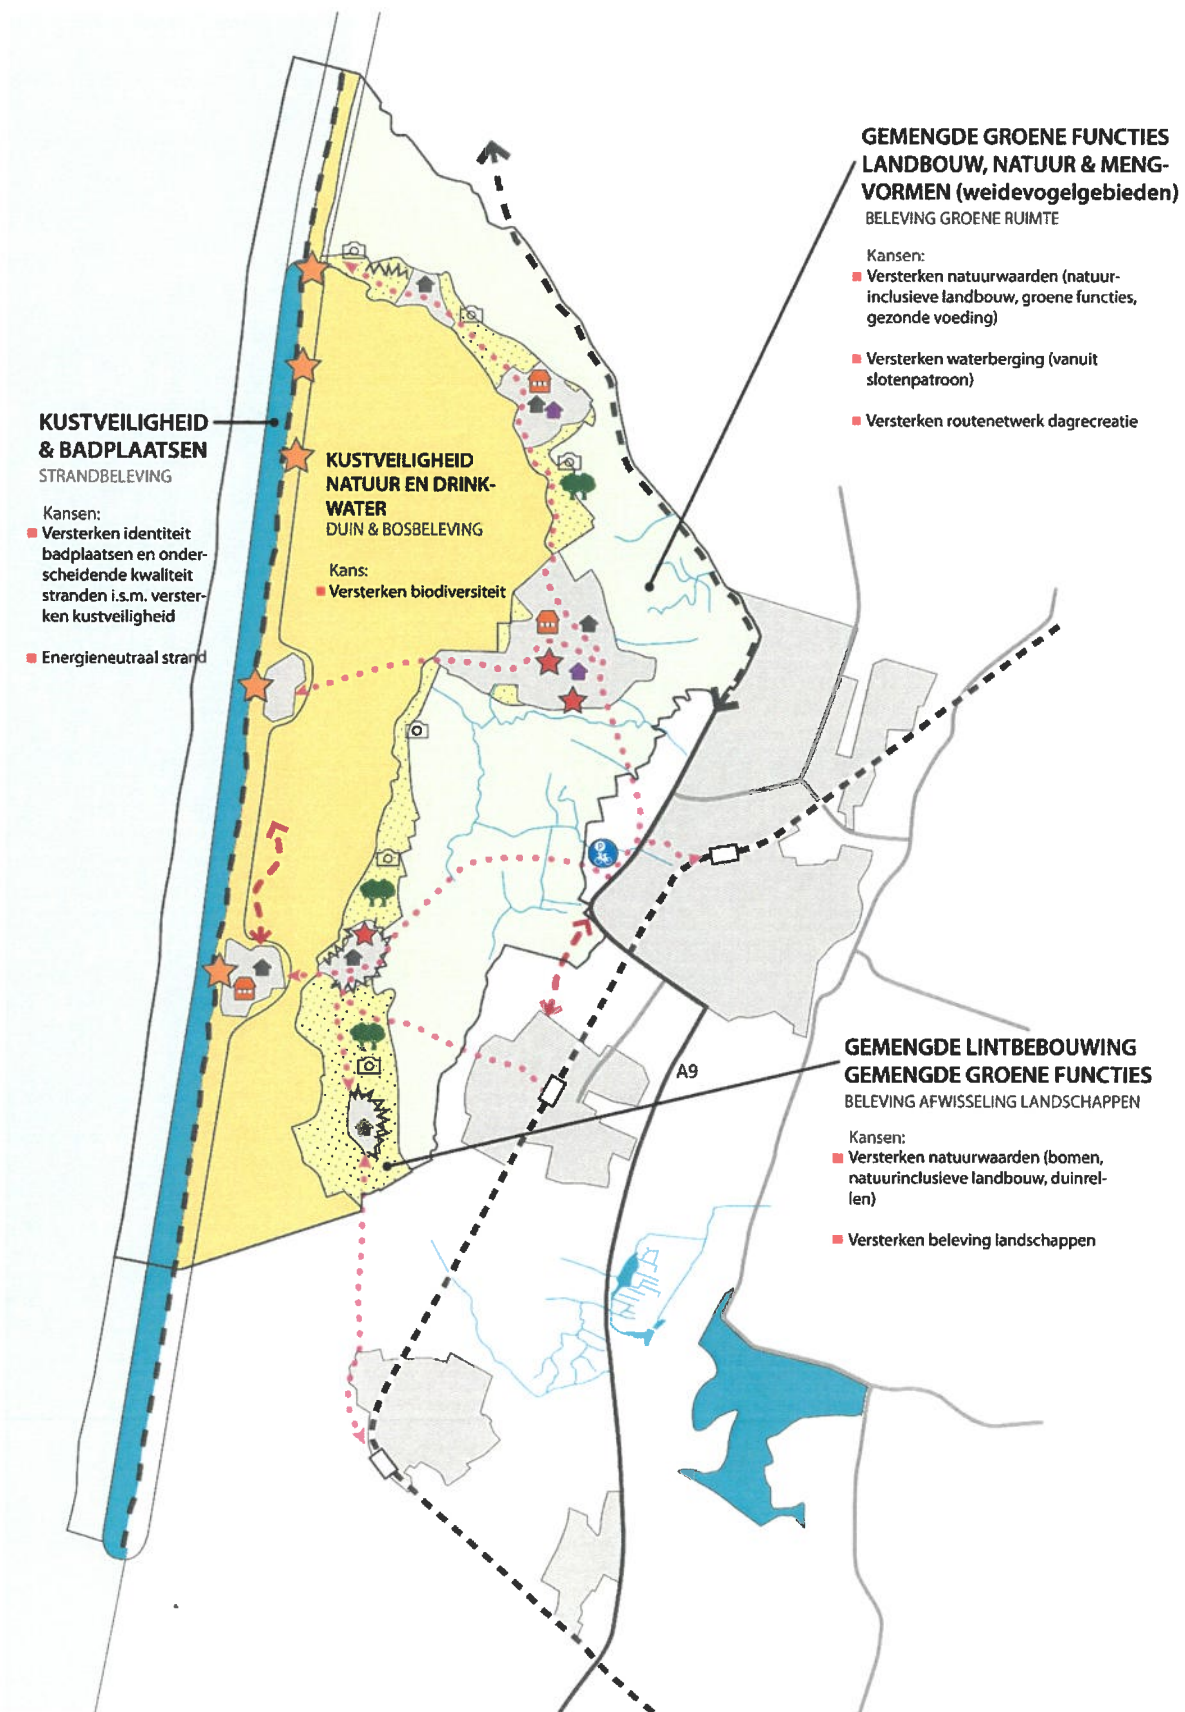 GEMENGDE GROENE FUNCTIES
LANDBOUW, NATUUR & MENG-
VORMEN (weidevogelgebieden)
BELEVING GROENE RUIMTE
Kansen:
Versterken natuurwaarden (natuur-
inclusieve landbouw, groene functies,
gezonde voeding)
Versterken waterberging (vanuit
slotenpatroon)
Versterken routenetwerk dagrecreatie
KUSTVEILIGHEID
& BADPLAATSEN
STRANDBELEVING
Kansen:
Versterken identiteit
badplaatsen en onder-
scheidende kwaliteit
stranden i.s.m. verster-
ken kustveiligheid
Energieneutraal strand
KUSTVEILIGHEID
NATUUR EN DRINK-
WATER
DUIN & BOSBELEVING
Kans:
Versterken biodiversiteit
P
A9
GEMENGDE LINTBEBOUWING
GEMENGDE GROENE FUNCTIES
BELEVING AFWISSELING LANDSCHAPPEN
Kansen:
Versterken natuurwaarden (bomen,
natuurinclusieve landbouw, duinrel-
len)
Versterken beleving landschappen